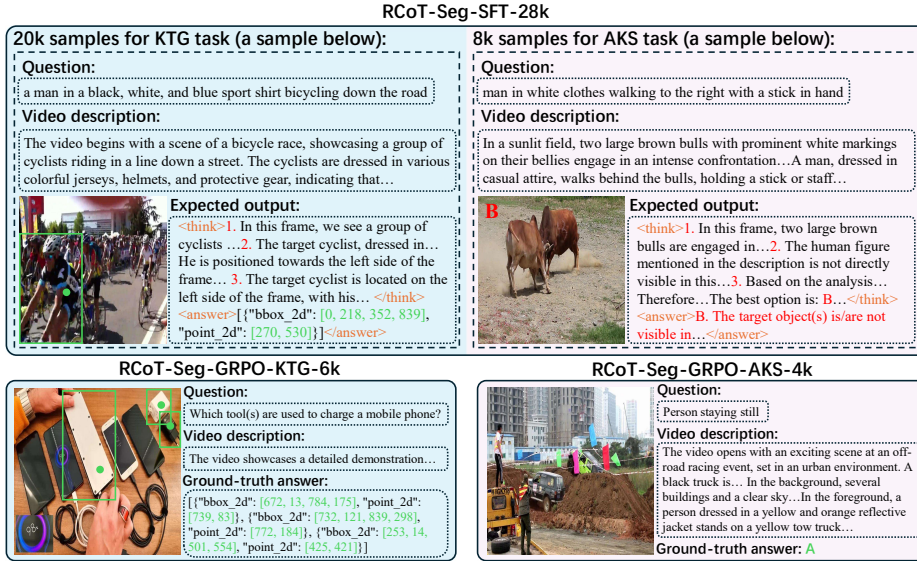 RCoT-Seg-SFT-28k
20k samples for KTG task (a sample below):
Question:
a man in a black, white, and blue sport shirt bicycling down the road
Video description:
The video begins with a scene of a bicycle race, showcasing a group of
cyclists riding in a line down a street. The cyclists are dressed in various
colorful jerseys, helmets, and protective gear, indicating that…
Expected output:
<think>1. In this frame, we see a group of
cyclists …2. The target cyclist, dressed in…
He is positioned towards the left side of the
frame… 3. The target cyclist is located on the
left side of the frame, with his… </think>
<answer>[{"bbox_2d": [0, 218, 352, 839],
"point_2d": [270, 530]}]</answer>
8k samples for AKS task (a sample below):
Question:
man in white clothes walking to the right with a stick in hand
Video description:
In a sunlit field, two large brown bulls with prominent white markings
on their bellies engage in an intense confrontation…A man, dressed in
casual attire, walks behind the bulls, holding a stick or staff…
B
Expected output:
<think>1. In this frame, two large brown
bulls are engaged in…2. The human figure
mentioned in the description is not directly
visible in this…3. Based on the analysis…
Therefore…The best option is: B…</think>
<answer>B. The target object(s) is/are not
visible in…</answer>
RCoT-Seg-GRPO-KTG-6k
Question:
Which tool(s) are used to charge a mobile phone?
Video description:
The video showcases a detailed demonstration…
Ground-truth answer:
[{"bbox_2d": [672, 13, 784, 175], "point_2d":
[739, 83]}, {"bbox_2d": [732, 121, 839, 298],
"point_2d": [772, 184]}, {"bbox_2d": [253, 14,
501, 554], "point_2d": [425, 421]}]
RCoT-Seg-GRPO-AKS-4k
Question:
Person staying still
Video description:
The video opens with an exciting scene at an off-
road racing event, set in an urban environment. A
black truck is… In the background, several
buildings and a clear sky…In the foreground, a
person dressed in a yellow and orange reflective
jacket stands on a yellow tow truck…
Ground-truth answer: A